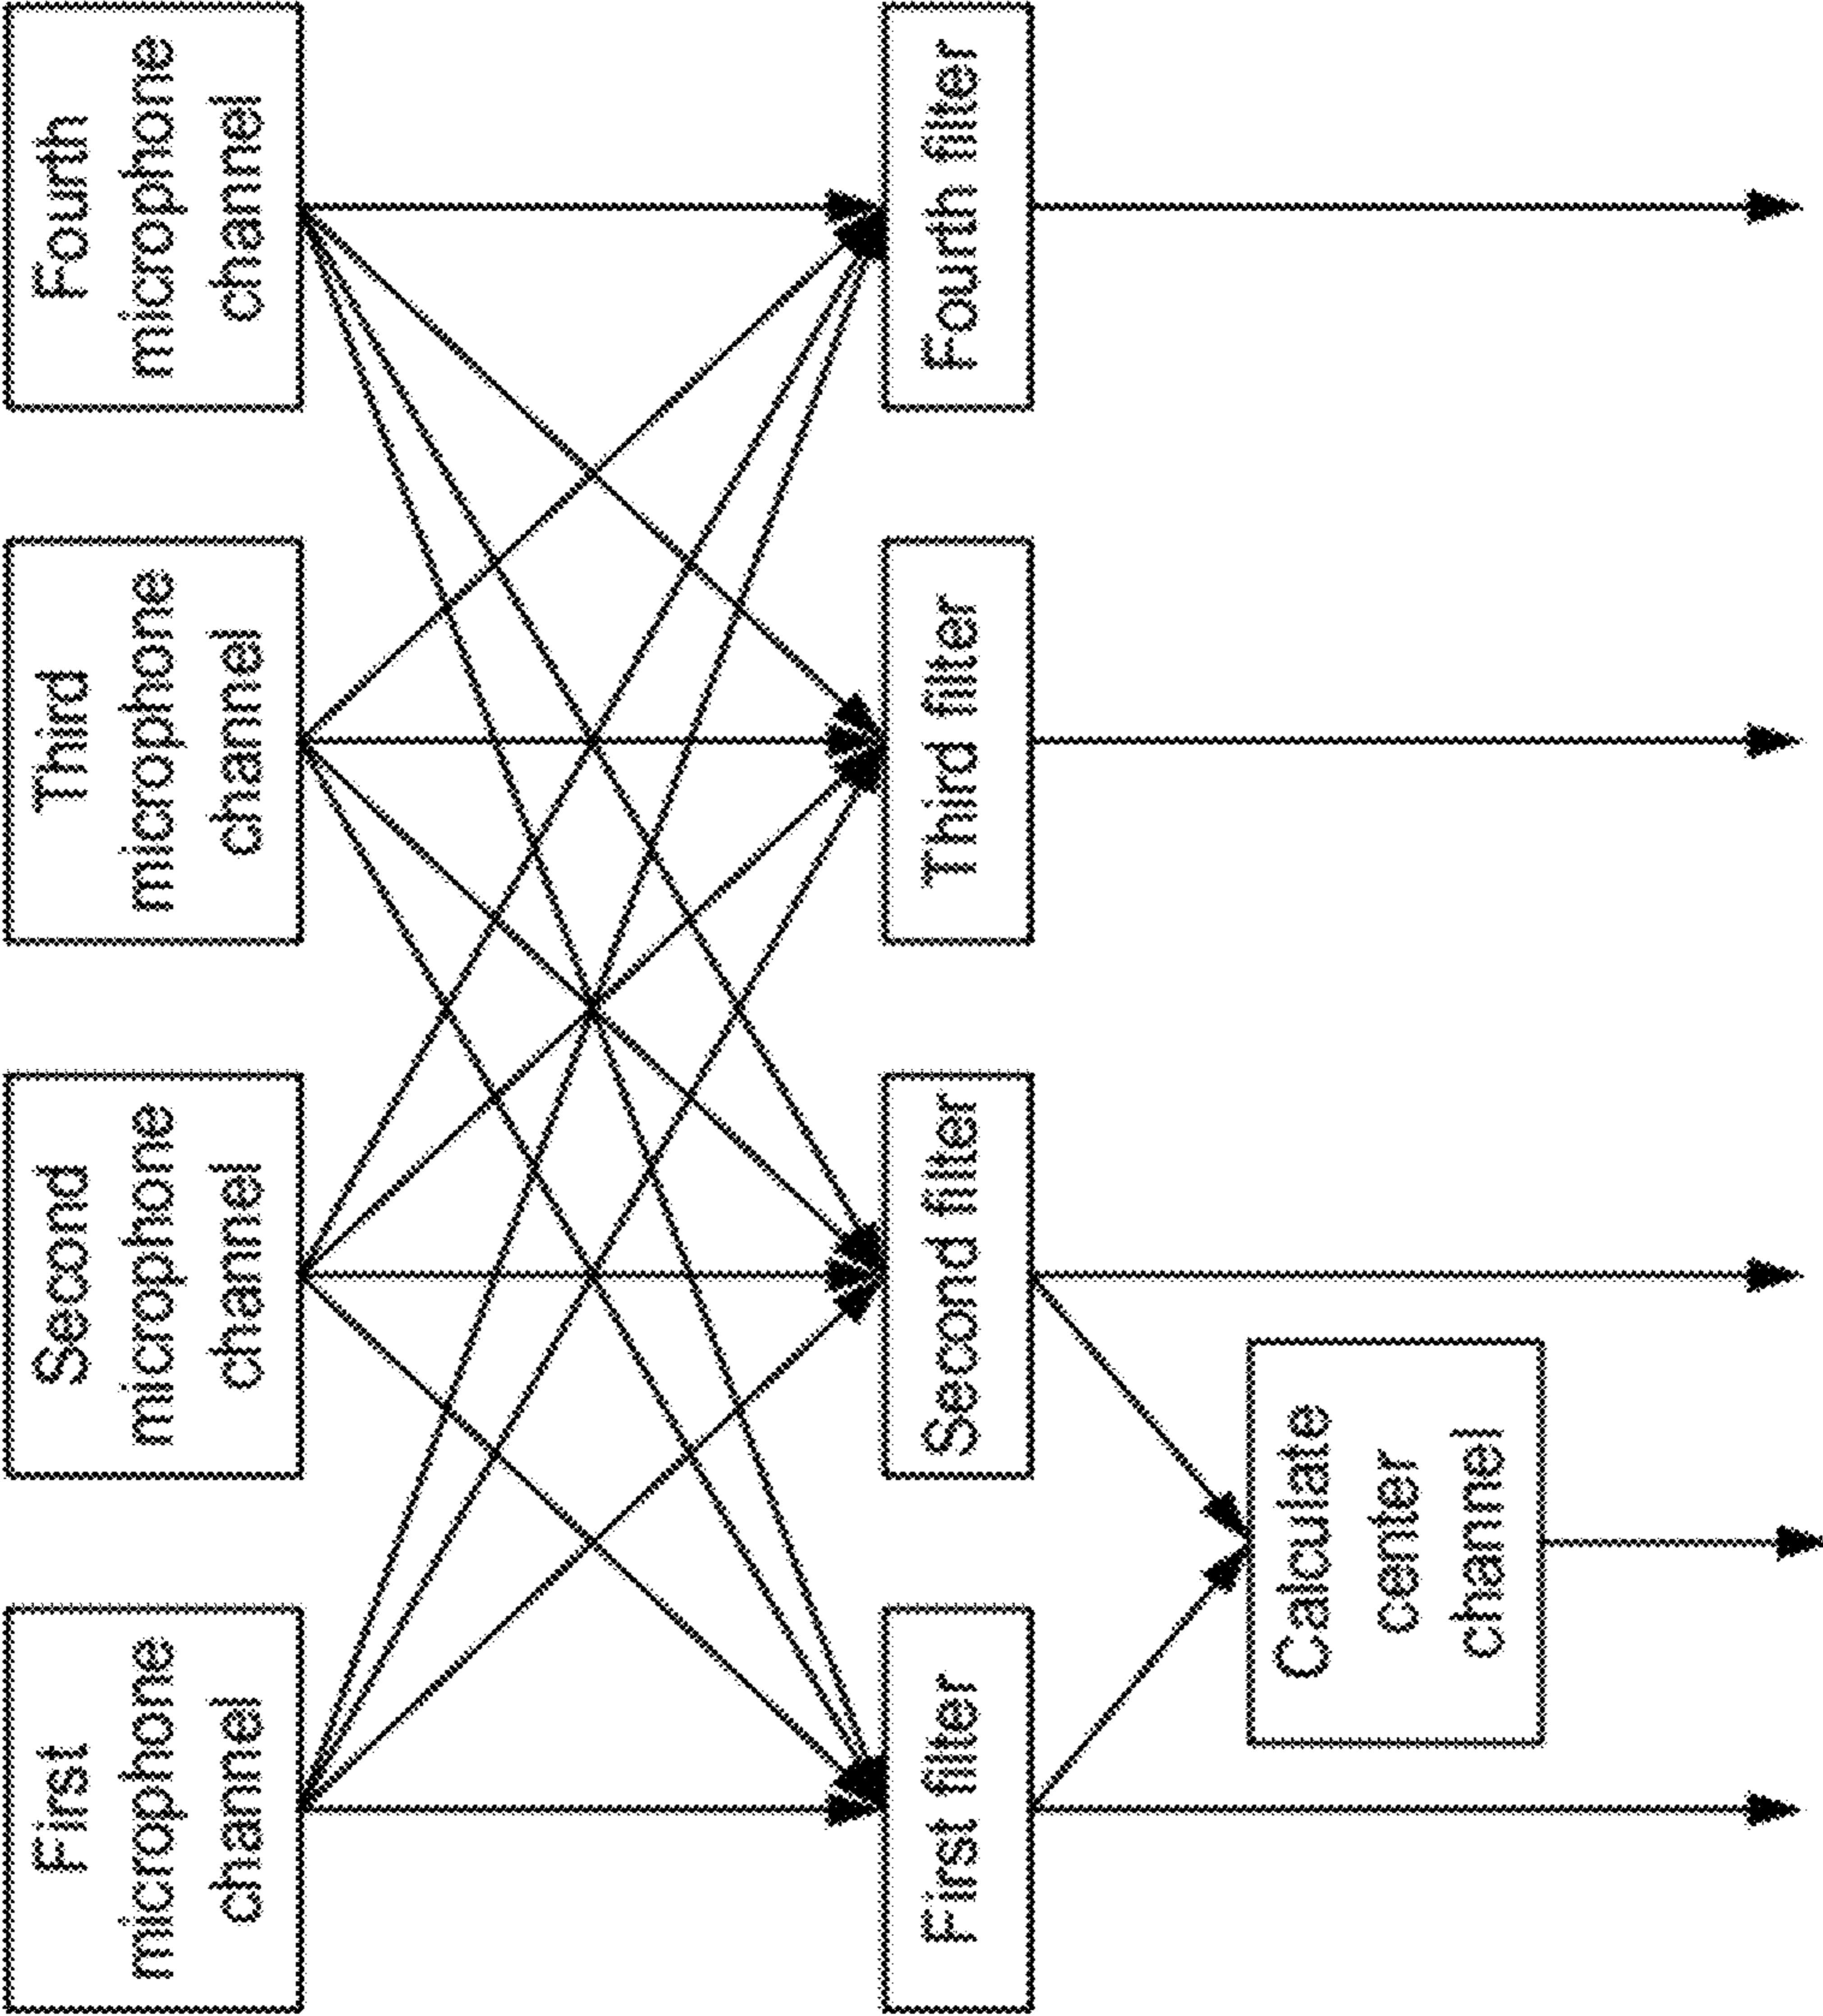 First
microphone
channel
Second
microphone
channel
Third
microphone
channel
Fourth
microphone
channel
First filter
Second filter
Third filter
Fourth filter
Calculate
center
channel